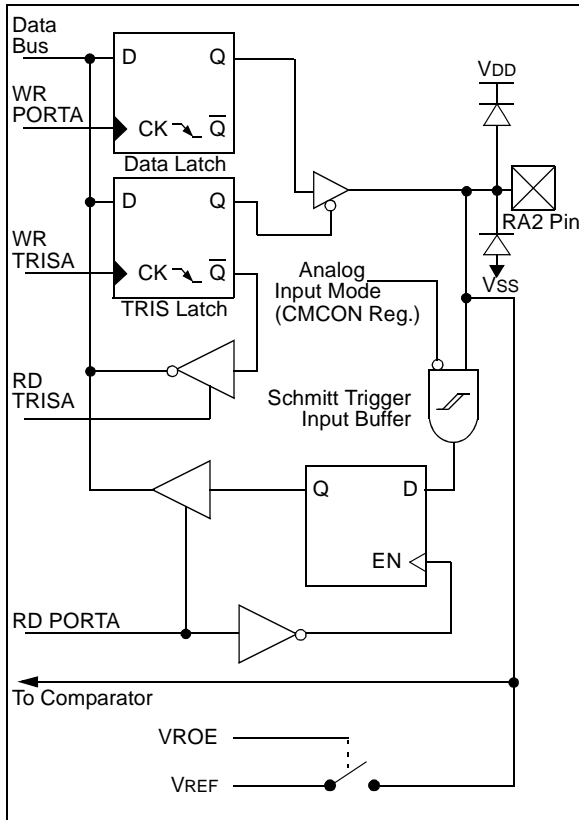 Data
Bus
D
Q
VDD
WR
PORTA
CK
Q
Data Latch
D
Q
RA2 Pin
WR
TRISA
CK
Q
TRIS Latch
Analog
Input Mode
(CMCON Reg.)
VSS
RD
TRISA
Schmitt Trigger
Input Buffer
Q
D
EN
RD PORTA
To Comparator
VROE
VREF